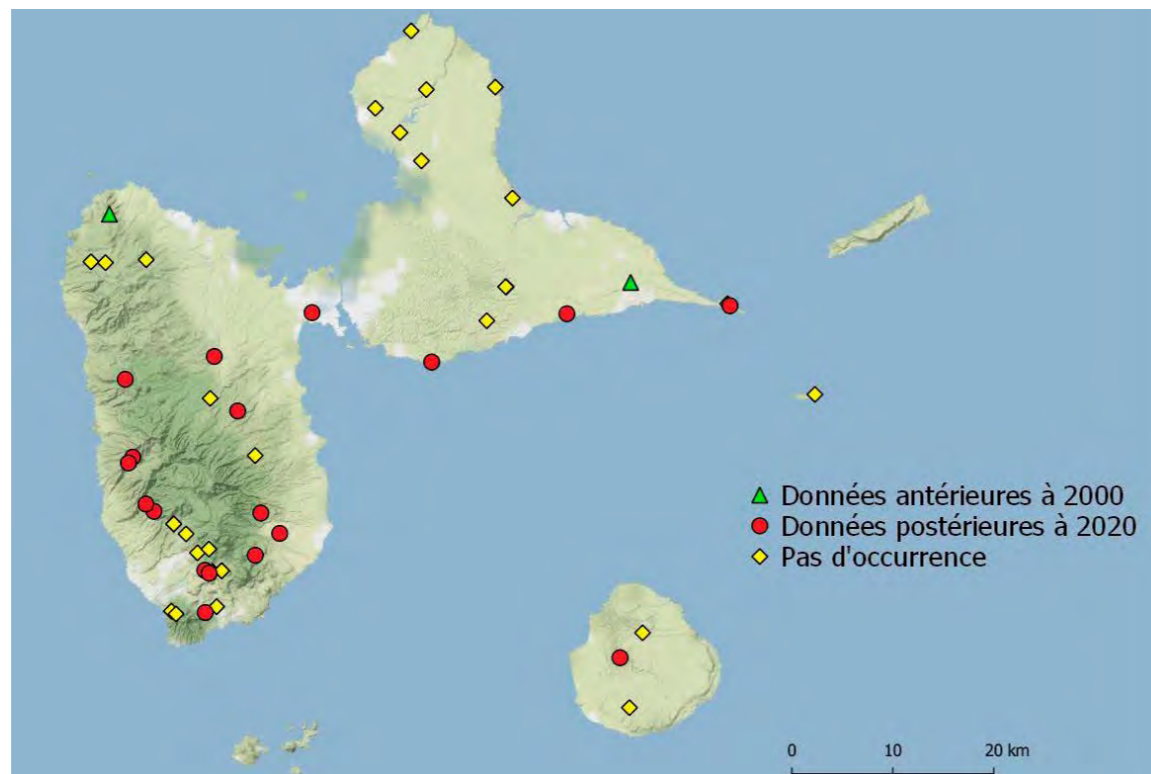 Données antérieures à 2000
Données postérieures à 2020
Pas d'occurrence
0 10 20 km